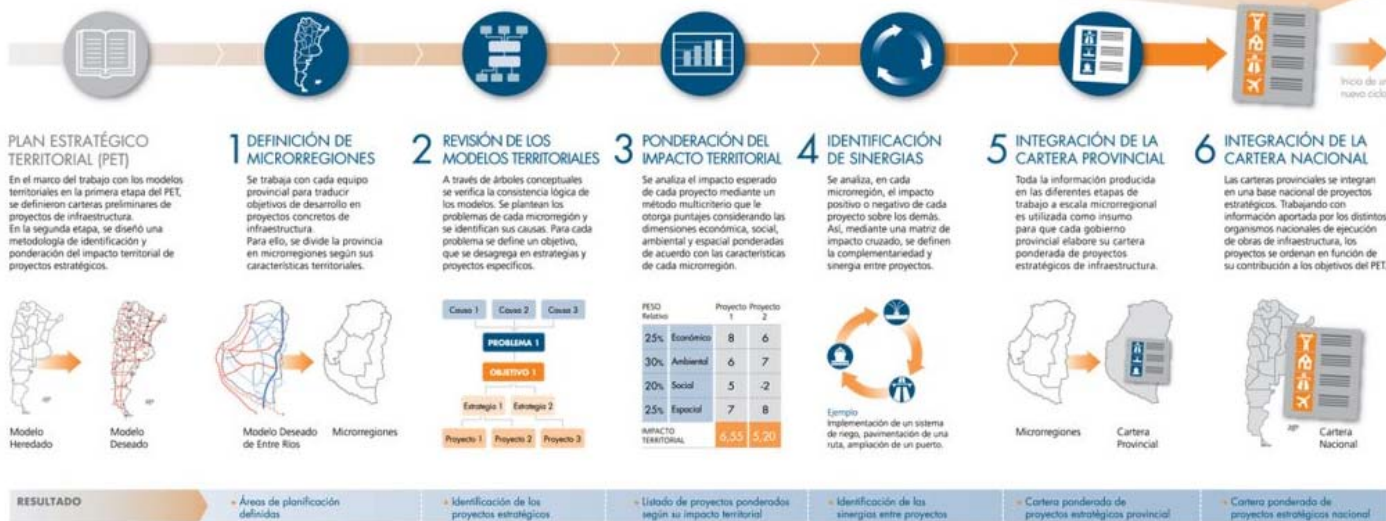 Inicio de un
nuevo ciclo
PLAN ESTRATÉGICO
TERRITORIAL (PET)
En el marco del trabajo con los modelos
territoriales en la primera etapa del PET,
se definieron carteras preliminares de
proyectos de infraestructura.
En la segunda etapa, se diseñó una
metodología de identificación y
ponderación del impacto territorial de
proyectos estratégicos.
Modelo
Heredado
Modelo
Deseado
1 DEFINICIÓN DE
MICRORREGIONES
Se trabaja con cada equipo
provincial para traducir
objetivos de desarrollo en
proyectos concretos de
infraestructura.
Para ello, se divide la provincia
en microrregiones según sus
características territoriales.
Modelo Deseado
de Entre Ríos
Microrregiones
2 REVISIÓN DE LOS
MODELOS TERRITORIALES
A través de árboles conceptuales
se verifica la consistencia lógica de
los modelos. Se plantean los
problemas de cada microrregión y
se identifican sus causas. Para cada
problema se define un objetivo,
que se desagrega en estrategias y
proyectos específicos.
Causa 1 Causa 2 Causa 3
PROBLEMA 1
OBJETIVO 1
Estrategia 1 Estrategia 2
Proyecto 1 Proyecto 2 Proyecto 3
3 PONDERACIÓN DEL
IMPACTO TERRITORIAL
Se analiza el impacto esperado
de cada proyecto mediante un
método multicriterio que le
otorga puntajes considerando las
dimensiones económica, social,
ambiental y espacial ponderadas
de acuerdo con las características
de cada microrregión.
PESO Proyecto Proyecto
Relativo 1 2
25% Económico 8 6
30% Ambiental 6 7
20% Social 5 -2
25% Espacial 7 8
IMPACTO
TERRITORIAL 6,55 5,20
4 IDENTIFICACIÓN
DE SINERGIAS
Se analiza, en cada
microrregión, el impacto
positivo o negativo de cada
proyecto sobre los demás.
Así, mediante una matriz de
impacto cruzado, se definen
la complementariedad y
sinergia entre proyectos.
Ejemplo
Implementación de un sistema
de riego, pavimentación de una
ruta, ampliación de un puerto.
5 INTEGRACIÓN DE LA
CARTERA PROVINCIAL
Toda la información producida
en las diferentes etapas de
trabajo a escala microrregional
es utilizada como insumo
para que cada gobierno
provincial elabore su cartera
ponderada de proyectos
estratégicos de infraestructura.
Microrregiones
Cartera
Provincial
6 INTEGRACIÓN DE LA
CARTERA NACIONAL
Las carteras provinciales se integran
en una base nacional de proyectos
estratégicos. Trabajando con
información aportada por los distintos
organismos nacionales de ejecución
de obras de infraestructura, los
proyectos se ordenan en función de
su contribución a los objetivos del PET.
Cartera
Nacional
RESULTADO
Áreas de planificación
definidas
Identificación de los
proyectos estratégicos
Listado de proyectos ponderados
según su impacto territorial
Identificación de las
sinergias entre proyectos
Cartera ponderada de
proyectos estratégicos provincial
Cartera ponderada de
proyectos estratégicos nacional